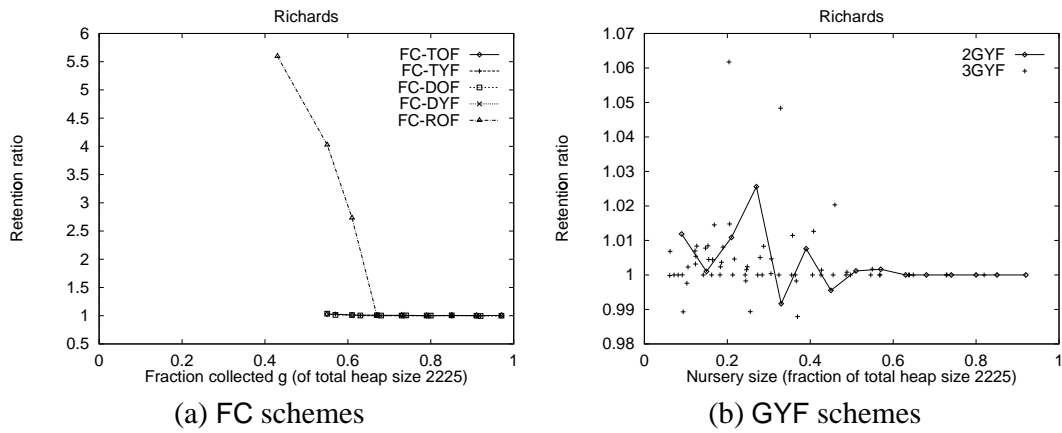 Richards
6
5.5
5
4.5
4
3.5
3
2.5
2
1.5
1
0.5
Retention ratio
FC-TOF
FC-TYF
FC-DOF
FC-DYF
FC-ROF
0
0.2
0.4
0.6
0.8
1
Fraction collected g (of total heap size 2225)
(a) FC schemes
Richards
1.07
1.06
1.05
1.04
1.03
1.02
1.01
1
0.99
0.98
Retention ratio
2GYF
3GYF
0
0.2
0.4
0.6
0.8
1
Nursery size (fraction of total heap size 2225)
(b) GYF schemes